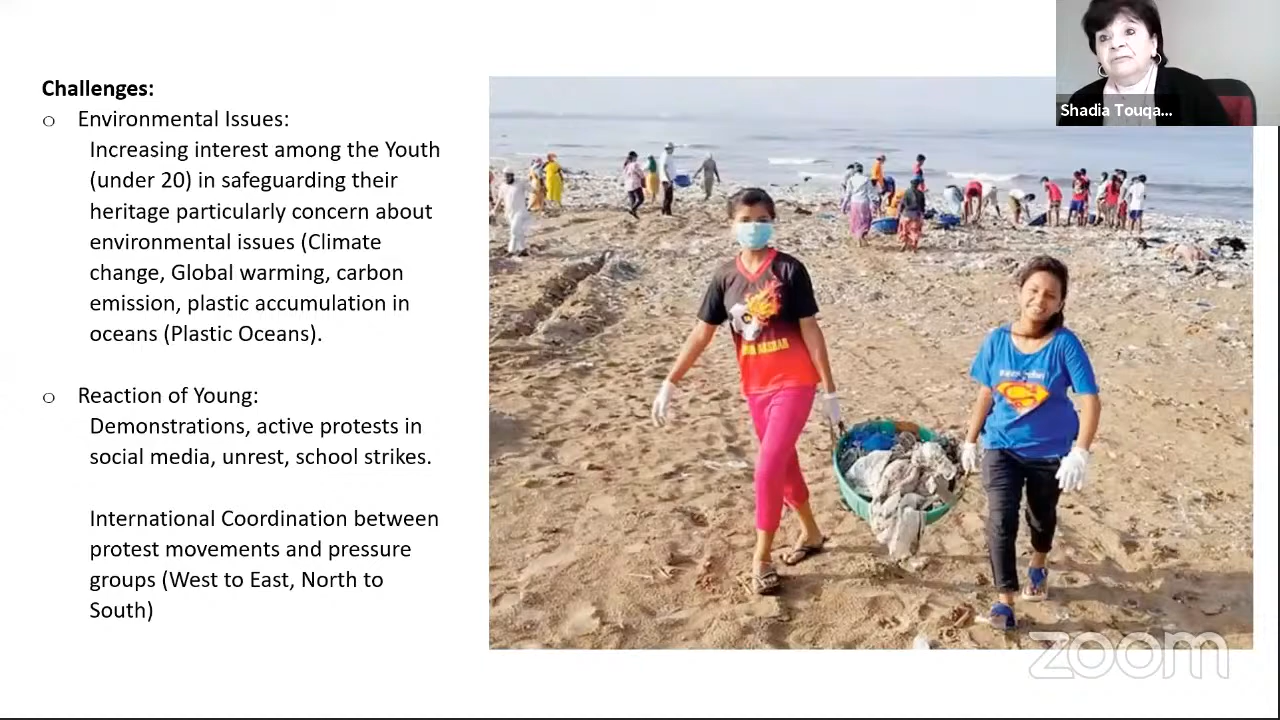 Challenges:
o Environmental Issues:
Increasing interest among the Youth
(under 20) in safeguarding their
heritage particularly concern about
environmental issues (Climate
change, Global warming, carbon
emission, plastic accumulation in
oceans (Plastic Oceans).
o Reaction of Young:
Demonstrations, active protests in
social media, unrest, school strikes.
International Coordination between
protest movements and pressure
groups (West to East, North to
South)
Shadia Touqa...
zoom